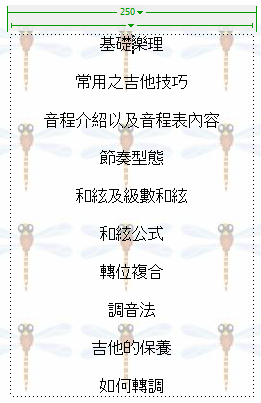 250
基礎樂理
常用之吉他技巧
音程介紹以及音程表內容
節奏型態
和絃及級數和絃
和絃公式
轉位複合
調音法
吉他的保養
如何轉調